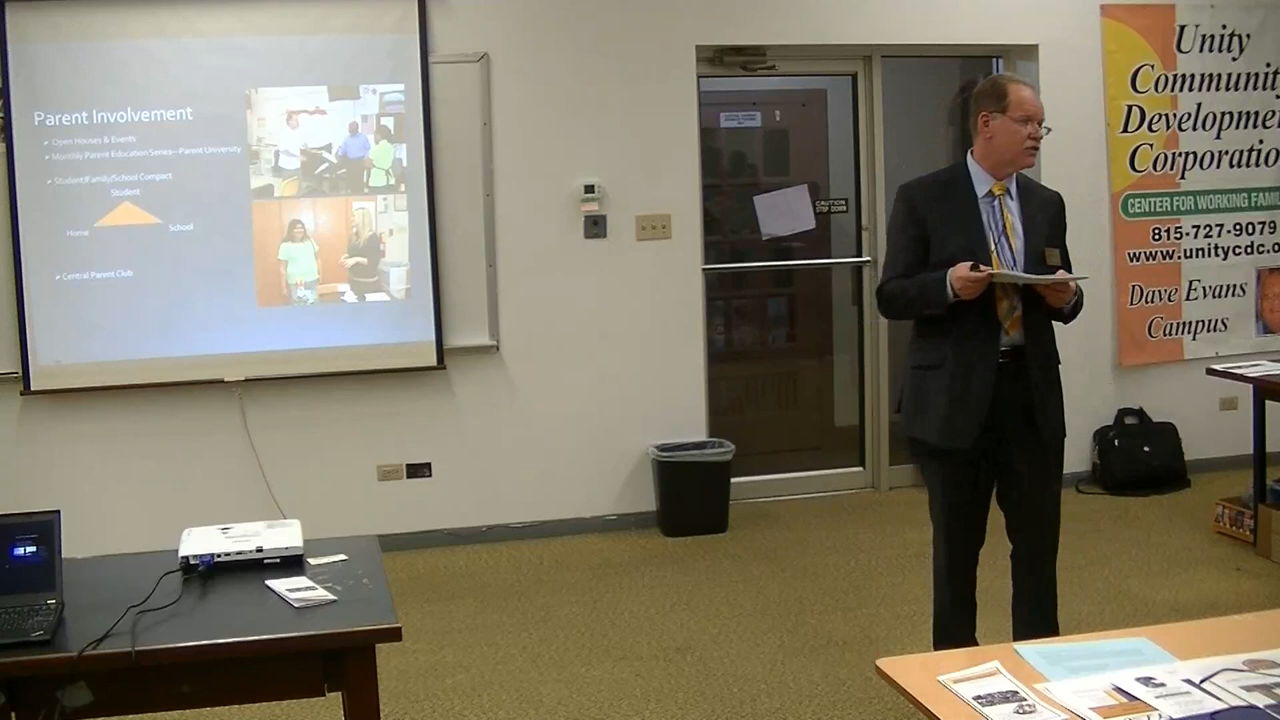 Parent Involvement
Open Houses & Events
Monthly Parent Education Series—Parent University
Student/Family/School Compact
Student
Home
School
Central Parent Club
CAUTION
STEP DOWN
Unity
Community
Development
Corporatio
CENTER FOR WORKING FAMI
815-727-9079
www.unitycdc.o
Dave Evans
Campus